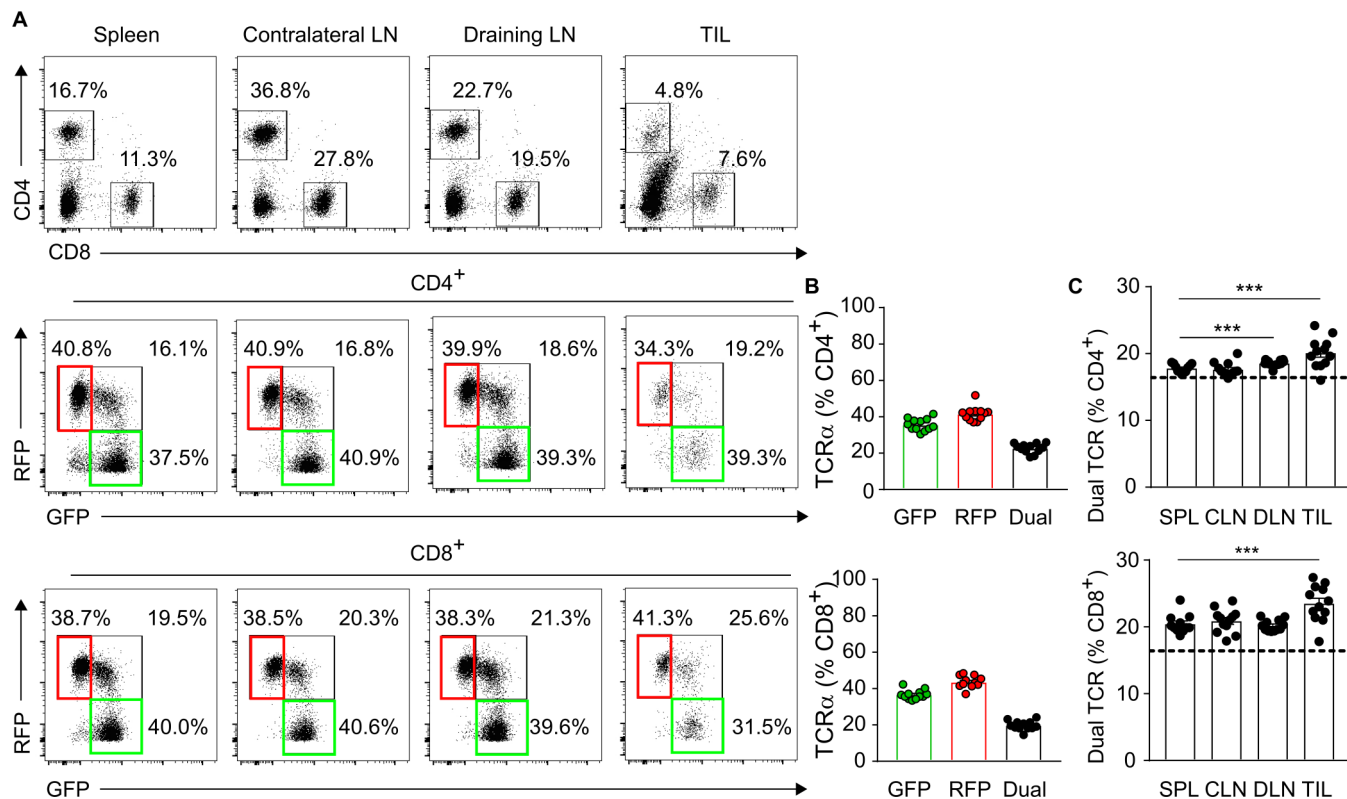 A
Spleen Contralateral LN Draining LN TIL
16.7% 36.8% 22.7% 4.8%
11.3% 27.8% 19.5% 7.6%
CD4
CD8
CD4+
40.8% 16.1% 40.9% 16.8% 39.9% 18.6% 34.3% 19.2%
37.5% 40.9% 39.3% 39.3%
RFP
GFP
CD8+
38.7% 19.5% 38.5% 20.3% 38.3% 21.3% 41.3% 25.6%
40.0% 40.6% 39.6% 31.5%
RFP
GFP
B
TCRα (% CD4+)
100
80
60
40
20
0
GFP RFP Dual
TCRα (% CD8+)
100
80
60
40
20
0
GFP RFP Dual
C
Dual TCR (% CD4+)
30
20
10
0
***
***
SPL CLN DLN TIL
Dual TCR (% CD8+)
30
20
10
0
***
SPL CLN DLN TIL